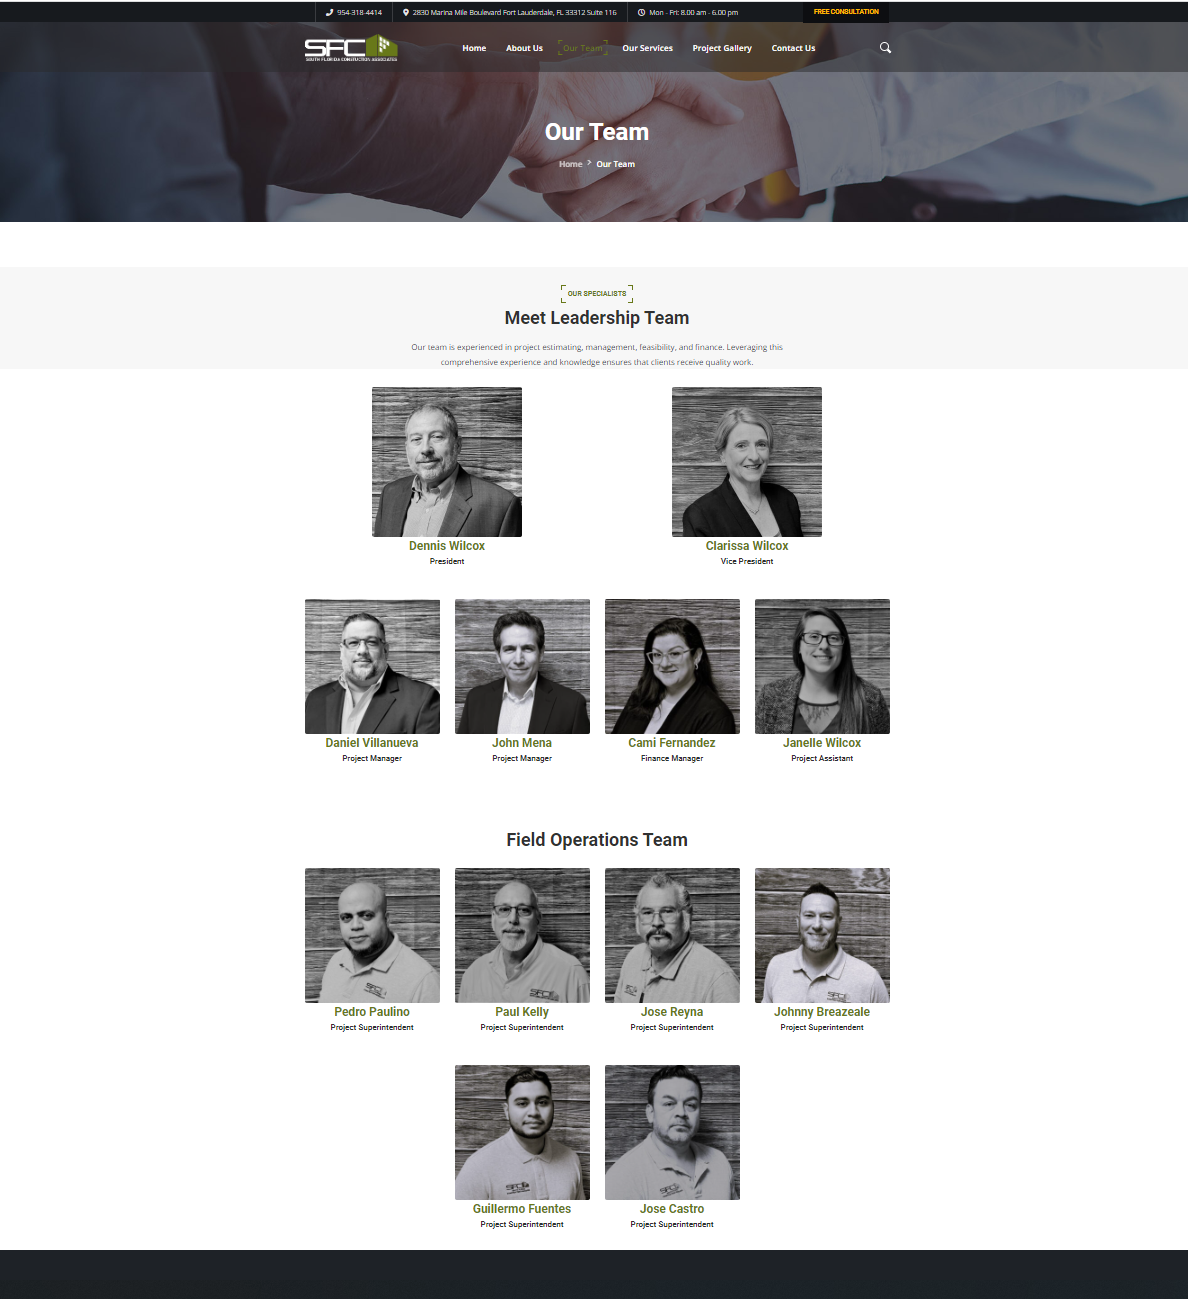 954-318-4414
2830 Marina Mile Boulevard Fort Lauderdale, FL 33312 Suite 116
Mon - Fri: 8.00 am - 6.00 pm
FREE CONSULTATION
SFC
SOUTH FLORIDA CONSTRUCTION ASSOCIATES
Home
About Us
Our Team
Our Services
Project Gallery
Contact Us
Our Team
Home > Our Team
OUR SPECIALISTS
Meet Leadership Team
Our team is experienced in project estimating, management, feasibility, and finance. Leveraging this
comprehensive experience and knowledge ensures that clients receive quality work.
Dennis Wilcox
President
Clarissa Wilcox
Vice President
Daniel Villanueva
Project Manager
John Mena
Project Manager
Cami Fernandez
Finance Manager
Janelle Wilcox
Project Assistant
Field Operations Team
SFC
Pedro Paulino
Project Superintendent
SFC
Paul Kelly
Project Superintendent
SFC
Jose Reyna
Project Superintendent
SFC
Johnny Breazeale
Project Superintendent
SFC
Guillermo Fuentes
Project Superintendent
SFC
Jose Castro
Project Superintendent